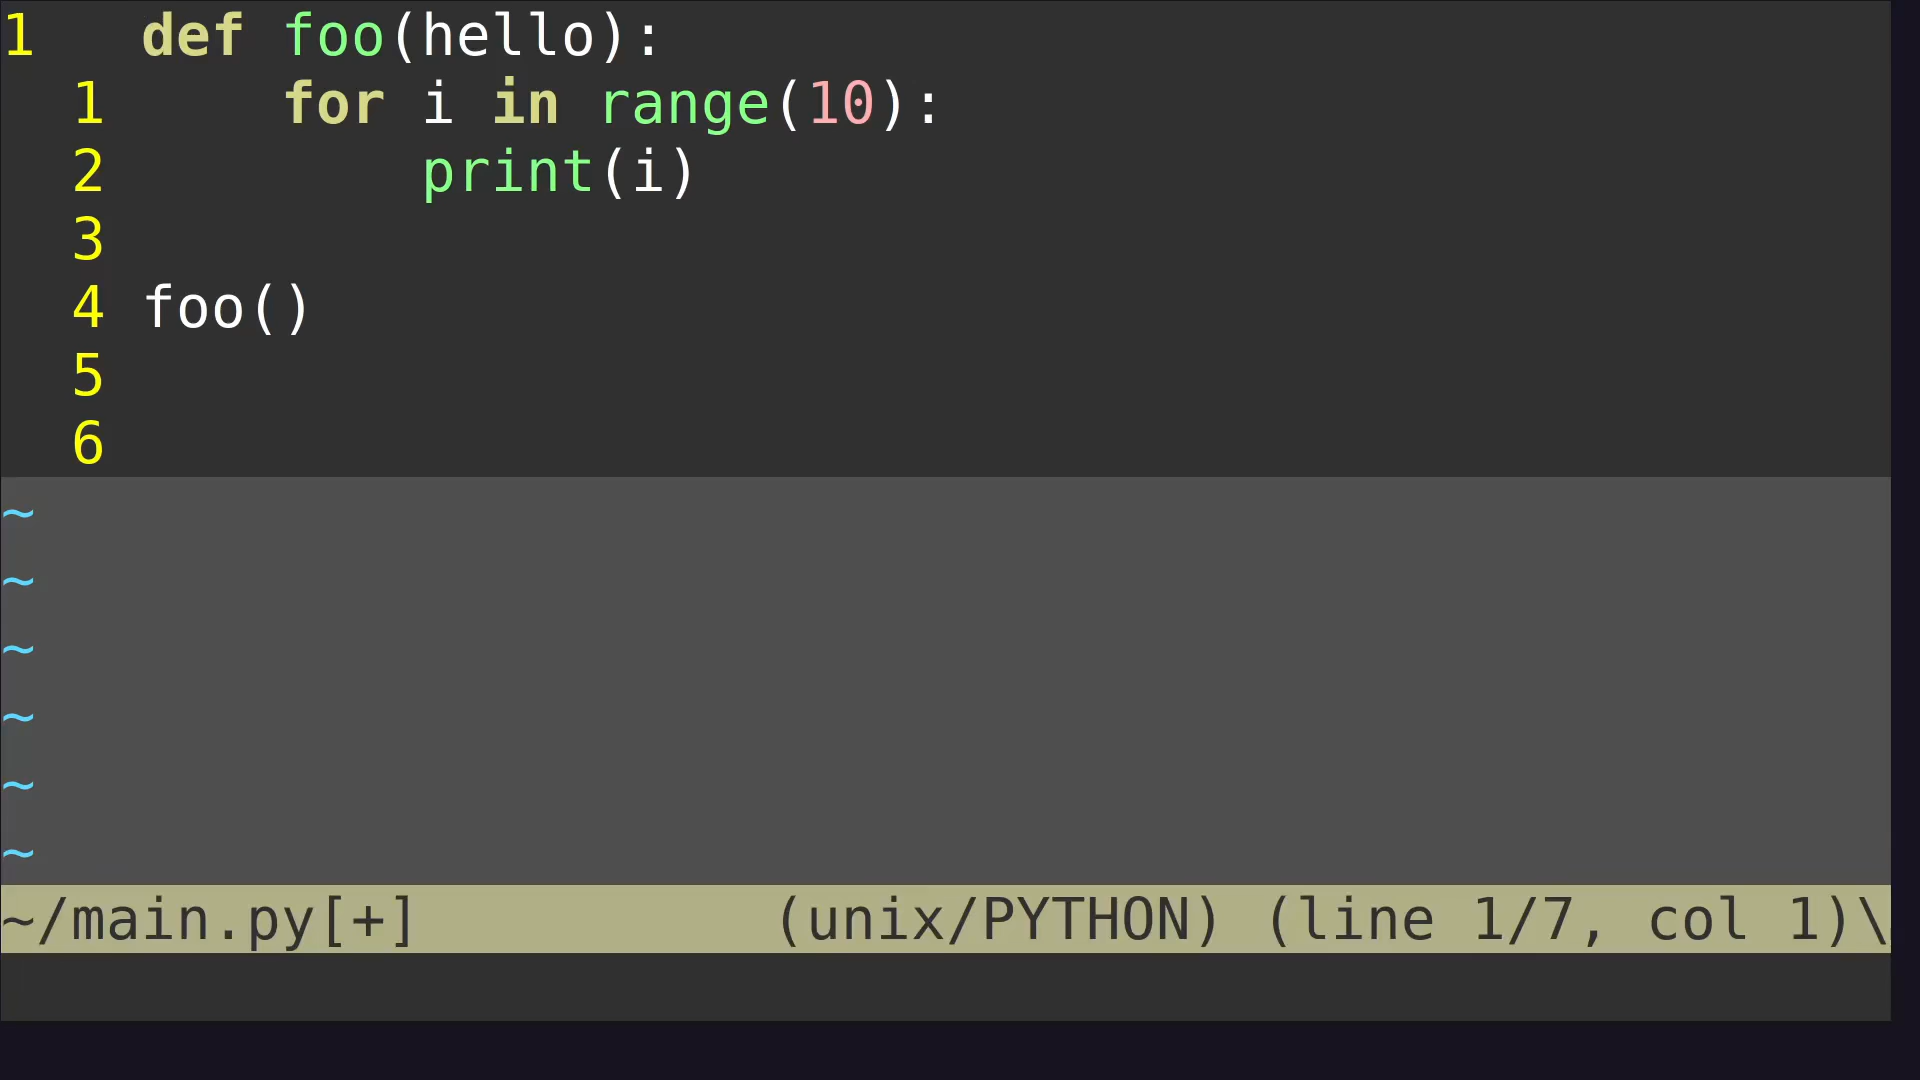 1   def foo(hello):
  1     for i in range(10):
  2         print(i)
  3
  4 foo()
  5
  6
~
~
~
~
~
~
~/main.py[+]          (unix/PYTHON) (line 1/7, col 1)\